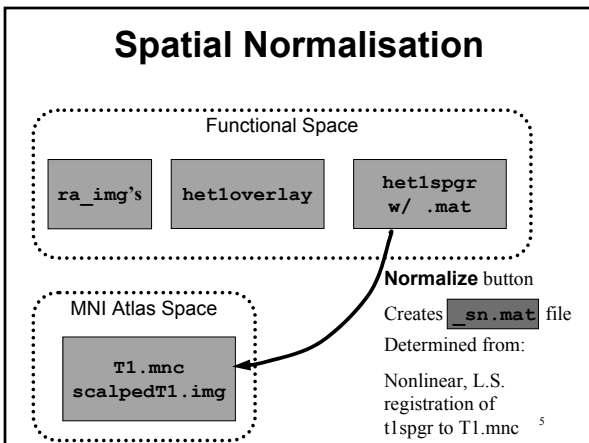 Spatial Normalisation
Functional Space
ra_img's
het1overlay
het1spgr
w/ .mat
Normalize button
MNI Atlas Space
Creates _sn.mat file
Determined from:
T1.mnc
scalpedT1.img
Nonlinear, L.S.
registration of
t1spgr to T1.mnc
5